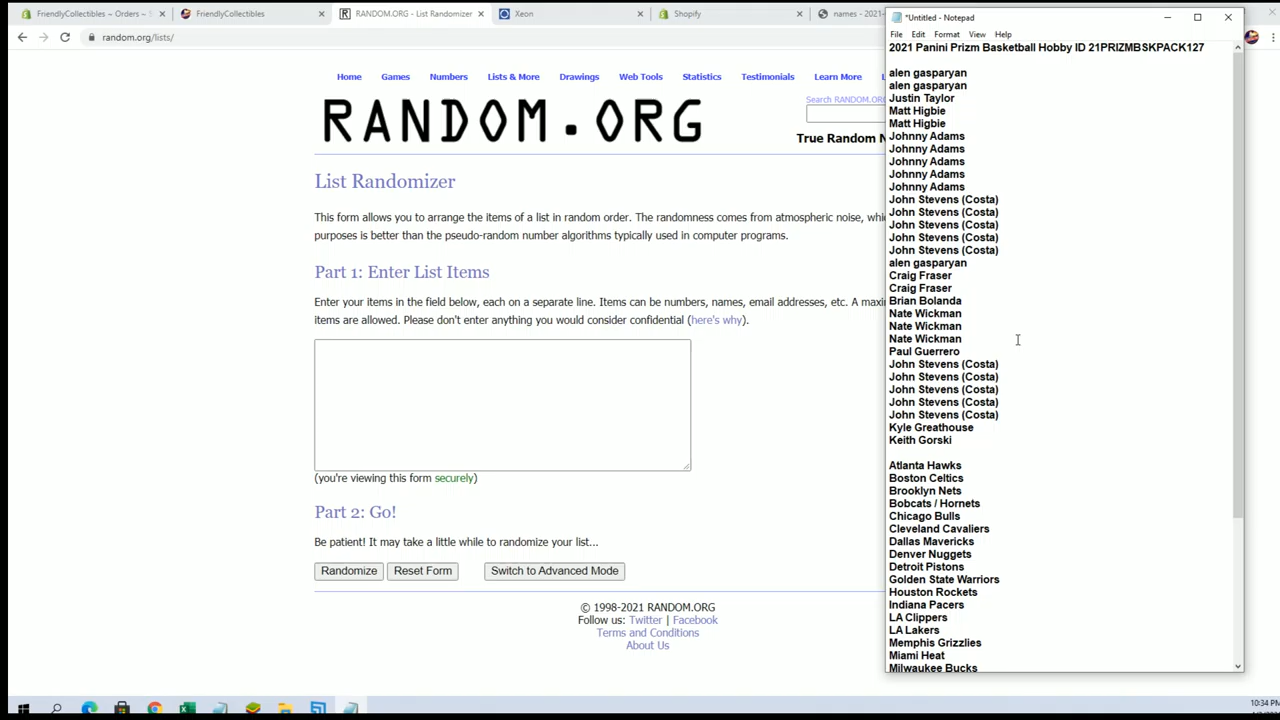 FriendlyCollectibles ~ Orders ~ S
FriendlyCollectibles
RANDOM.ORG - List Randomizer
Xeon
Shopify
names - 2021-
random.org/lists/
Home
Games
Numbers
Lists & More
Drawings
Web Tools
Statistics
Testimonials
Learn More
L
RANDOM.ORG
Search RANDOM.ORG
True Random N
List Randomizer
This form allows you to arrange the items of a list in random order. The randomness comes from atmospheric noise, whic
purposes is better than the pseudo-random number algorithms typically used in computer programs.
Part 1: Enter List Items
Enter your items in the field below, each on a separate line. Items can be numbers, names, email addresses, etc. A maxi
items are allowed. Please don't enter anything you would consider confidential (here's why).
(you're viewing this form securely)
Part 2: Go!
Be patient! It may take a little while to randomize your list...
Randomize
Reset Form
Switch to Advanced Mode
© 1998-2021 RANDOM.ORG
Follow us: Twitter | Facebook
Terms and Conditions
About Us
*Untitled - Notepad
File Edit Format View Help
2021 Panini Prizm Basketball Hobby ID 21PRIZMBSKPACK127
alen gasparyan
alen gasparyan
Justin Taylor
Matt Higbie
Matt Higbie
Johnny Adams
Johnny Adams
Johnny Adams
Johnny Adams
Johnny Adams
John Stevens (Costa)
John Stevens (Costa)
John Stevens (Costa)
John Stevens (Costa)
John Stevens (Costa)
alen gasparyan
Craig Fraser
Craig Fraser
Brian Bolanda
Nate Wickman
Nate Wickman
Nate Wickman
Paul Guerrero
John Stevens (Costa)
John Stevens (Costa)
John Stevens (Costa)
John Stevens (Costa)
John Stevens (Costa)
Kyle Greathouse
Keith Gorski
Atlanta Hawks
Boston Celtics
Brooklyn Nets
Bobcats / Hornets
Chicago Bulls
Cleveland Cavaliers
Dallas Mavericks
Denver Nuggets
Detroit Pistons
Golden State Warriors
Houston Rockets
Indiana Pacers
LA Clippers
LA Lakers
Memphis Grizzlies
Miami Heat
Milwaukee Bucks
10:34 PM